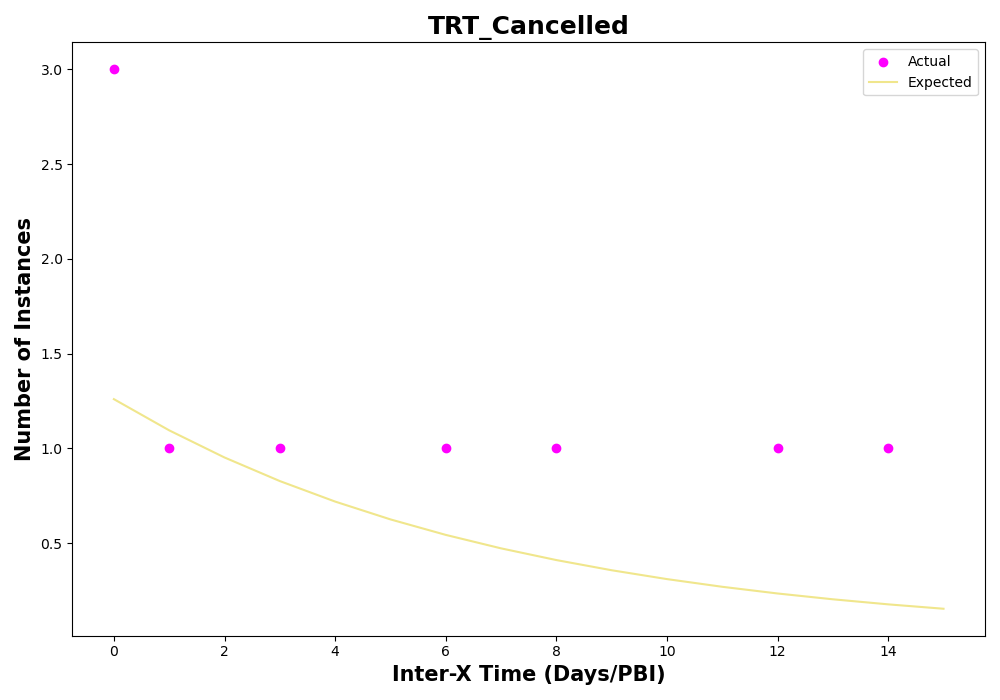 TRT_Cancelled
Actual
Expected
Number of Instances
3.0
2.5
2.0
1.5
1.0
0.5
0 2 4 6 8 10 12 14
Inter-X Time (Days/PBI)